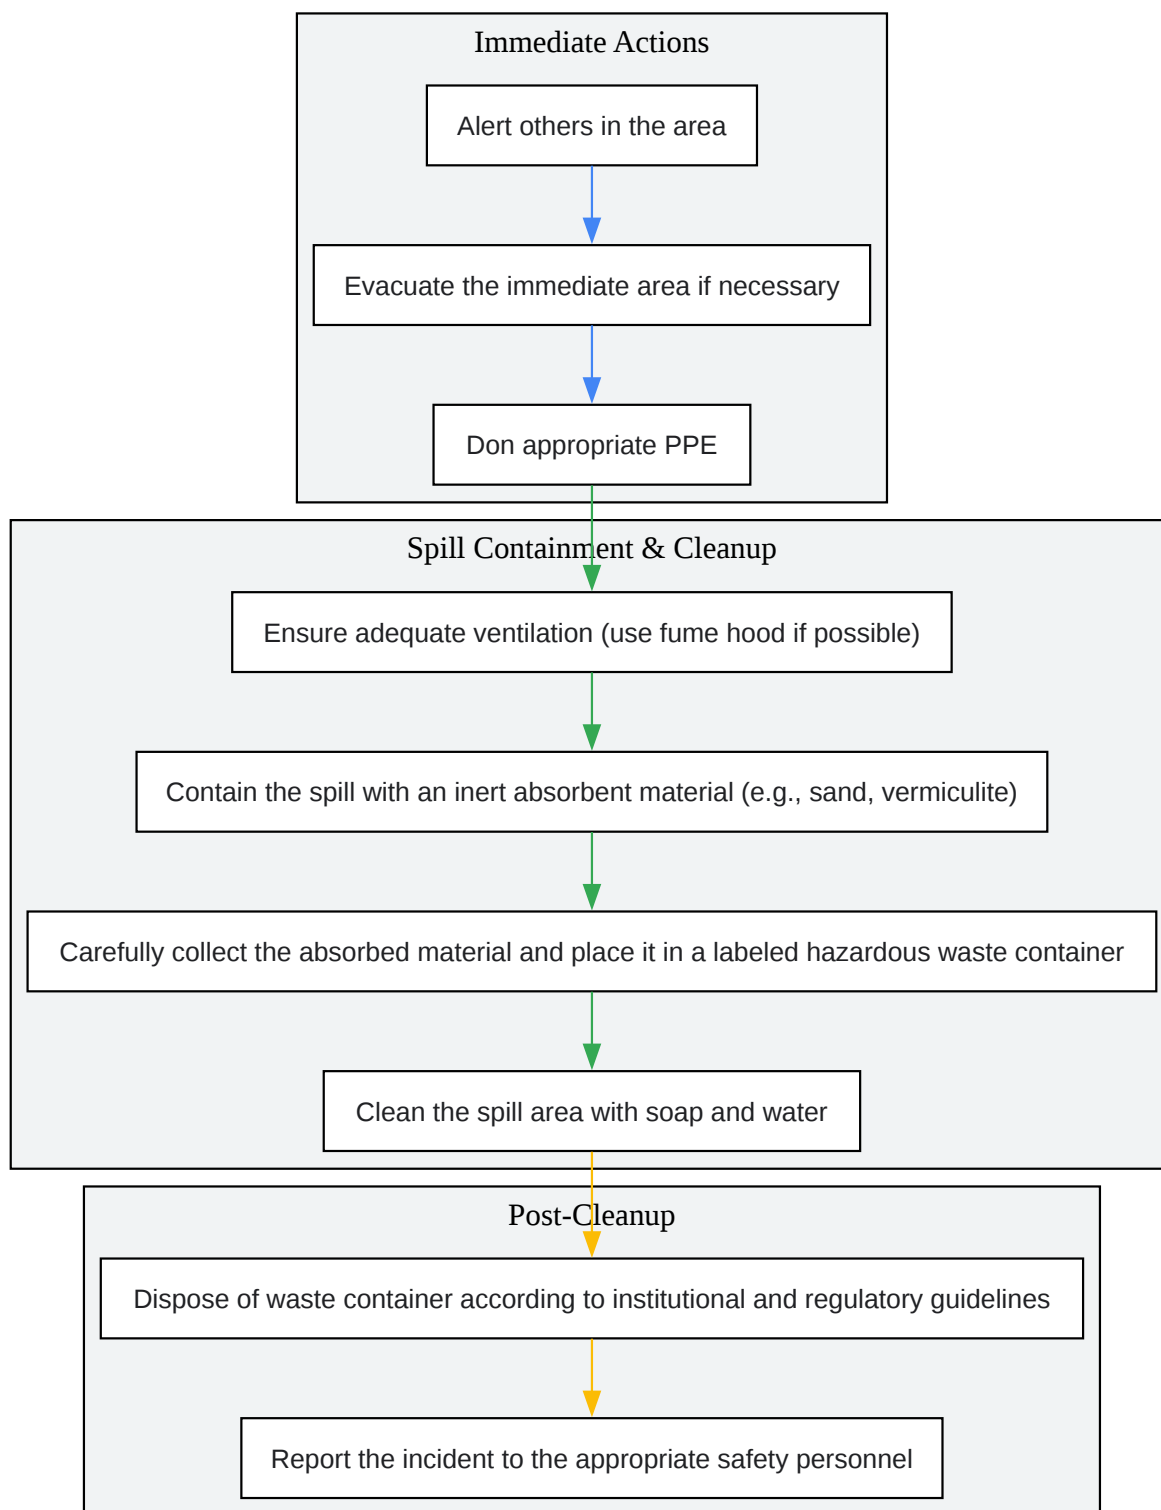 Immediate Actions
Alert others in the area
Evacuate the immediate area if necessary
Don appropriate PPE
Spill Containment & Cleanup
Ensure adequate ventilation (use fume hood if possible)
Contain the spill with an inert absorbent material (e.g., sand, vermiculite)
Carefully collect the absorbed material and place it in a labeled hazardous waste container
Clean the spill area with soap and water
Post-Cleanup
Dispose of waste container according to institutional and regulatory guidelines
Report the incident to the appropriate safety personnel